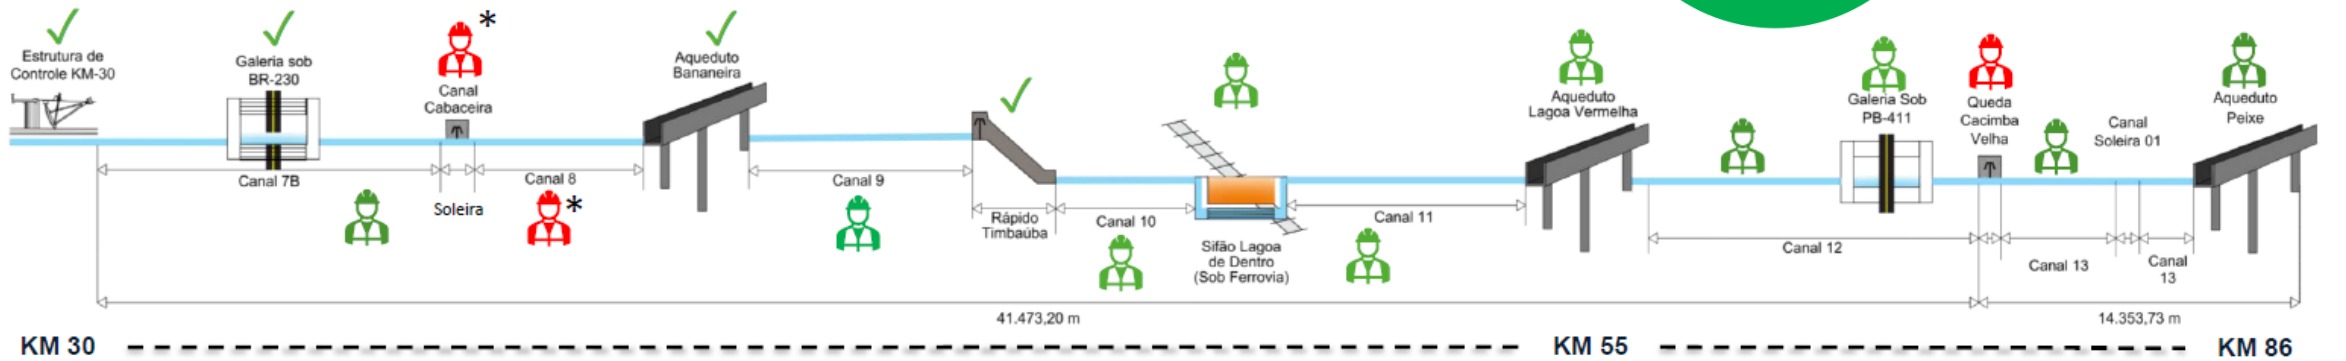 Estrutura de
Controle KM-30
Galeria sob
BR-230
*
Canal
Cabaceira
Aqueduto
Bananeira
Aqueduto
Lagoa Vermelha
Galeria Sob
PB-411
Queda
Cacimba
Velha
Canal
Soleira 01
Aqueduto
Peixe
Canal 7B
Soleira
Canal 8
*
Canal 9
Rápido
Timbaúba
Canal 10
Sifão Lagoa
de Dentro
(Sob Ferrovia)
Canal 11
Canal 12
Canal 13
Canal
13
41.473,20 m
14.353,73 m
KM 30
KM 55
KM 86